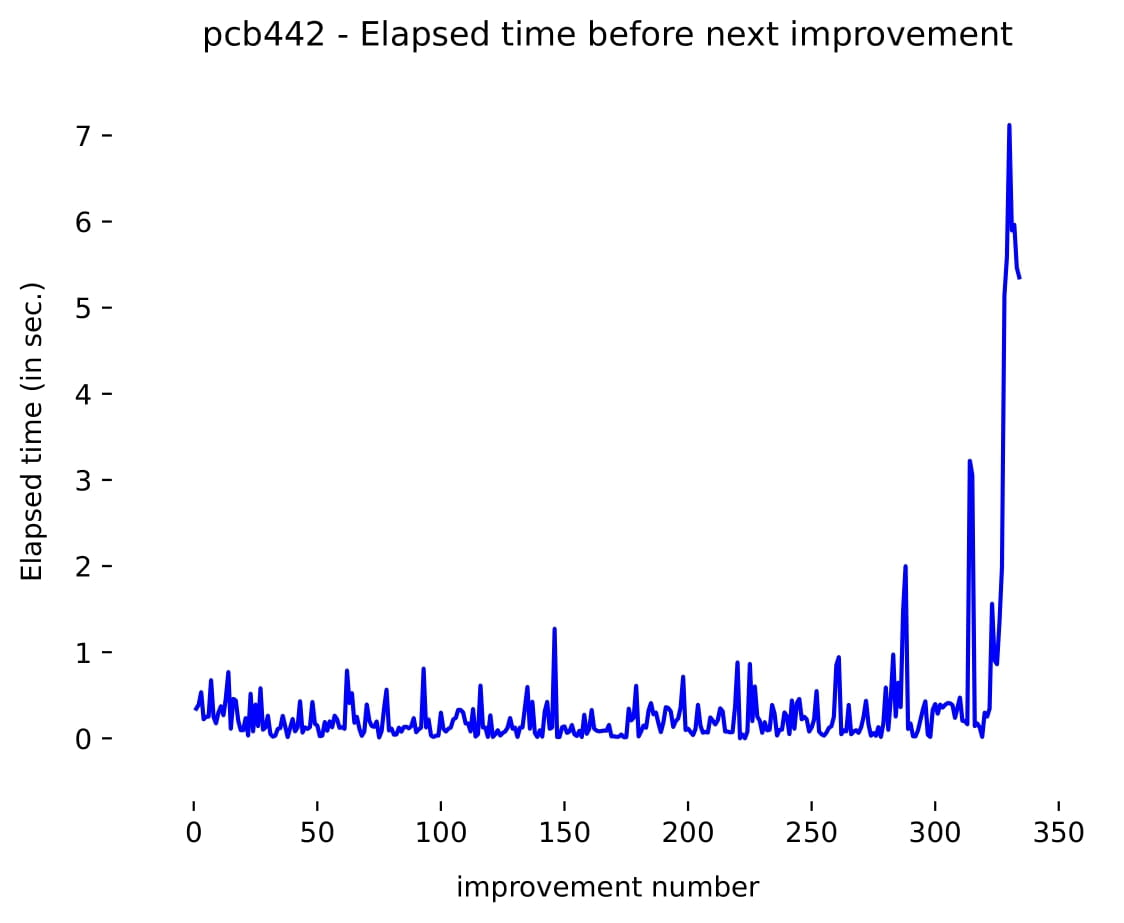 pcb442 - Elapsed time before next improvement
7
6
5
4
3
2
1
0
Elapsed time (in sec.)
0 50 100 150 200 250 300 350
improvement number